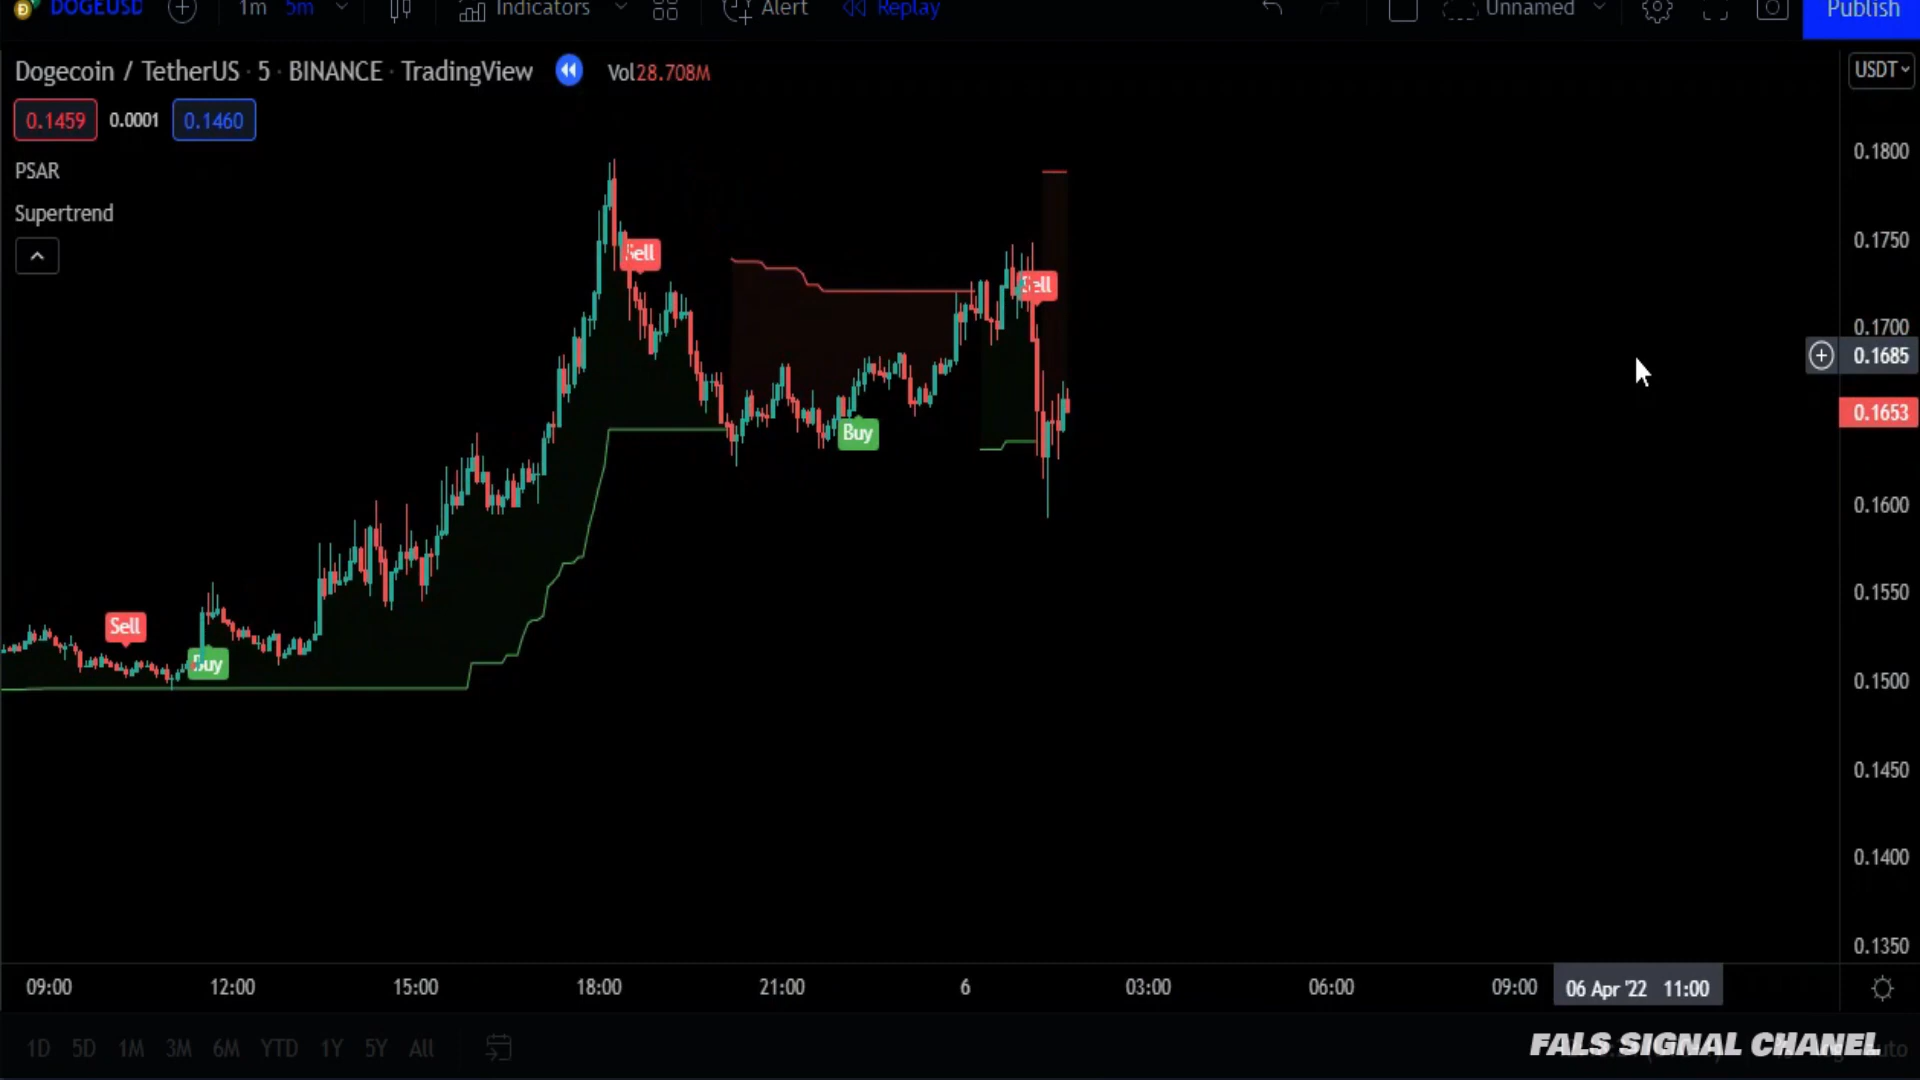 DOGEUSD 1m 5m Indicators Alert Replay Unnamed Publish
Dogecoin / TetherUS · 5 · BINANCE · TradingView Vol28.708M USDT
0.1459 0.0001 0.1460
PSAR
Supertrend
Sell
Buy
Sell
Buy
Sell
0.1800
0.1750
0.1700
0.1685
0.1653
0.1600
0.1550
0.1500
0.1450
0.1400
0.1350
09:00 12:00 15:00 18:00 21:00 6 03:00 06:00 09:00 06 Apr '22 11:00
1D 5D 1M 3M 6M YTD 1Y 5Y All
FALS SIGNAL CHANEL